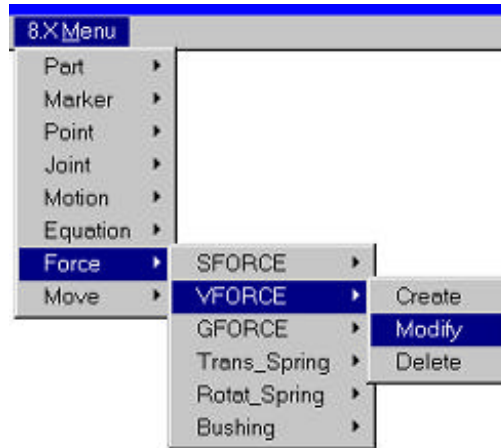 8.X Menu
Part
Marker
Point
Joint
Motion
Equation
Force
Move
SFORCE
VFORCE
GFORCE
Trans_Spring
Rotat_Spring
Bushing
Create
Modify
Delete